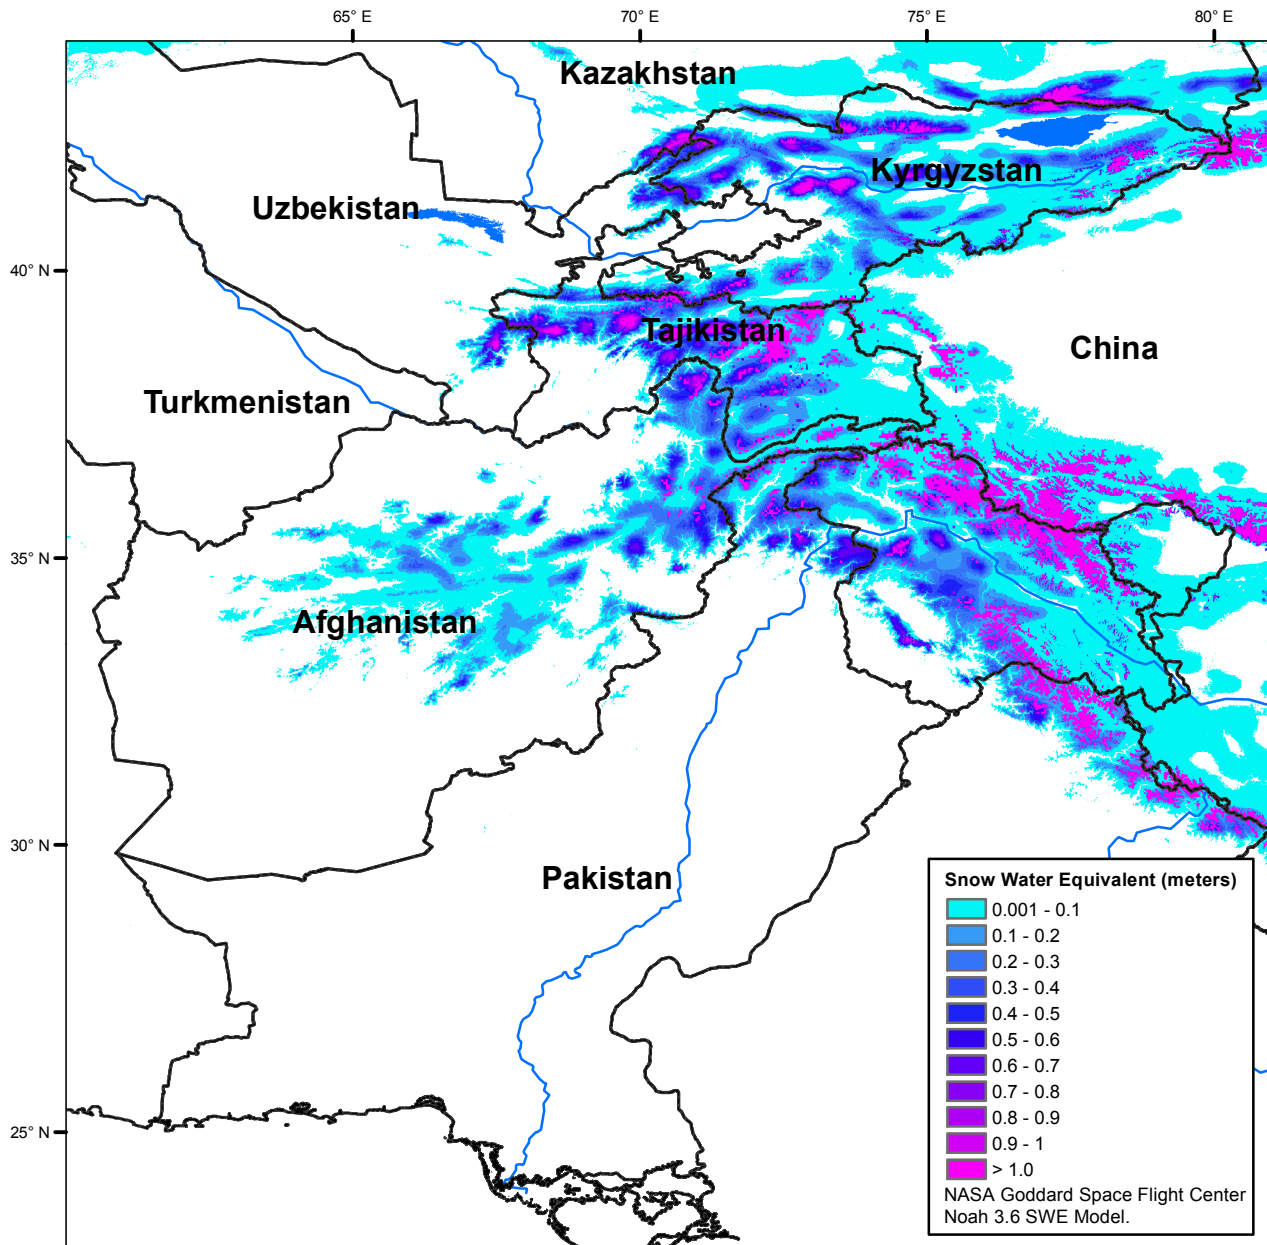 65° E
70° E
75° E
80° E
Kazakhstan
Kyrgyzstan
Uzbekistan
40° N
Tajikistan
China
Turkmenistan
35° N
Afghanistan
30° N
Pakistan
25° N
Snow Water Equivalent (meters)
0.001 - 0.1
0.1 - 0.2
0.2 - 0.3
0.3 - 0.4
0.4 - 0.5
0.5 - 0.6
0.6 - 0.7
0.7 - 0.8
0.8 - 0.9
0.9 - 1
> 1.0
NASA Goddard Space Flight Center
Noah 3.6 SWE Model.